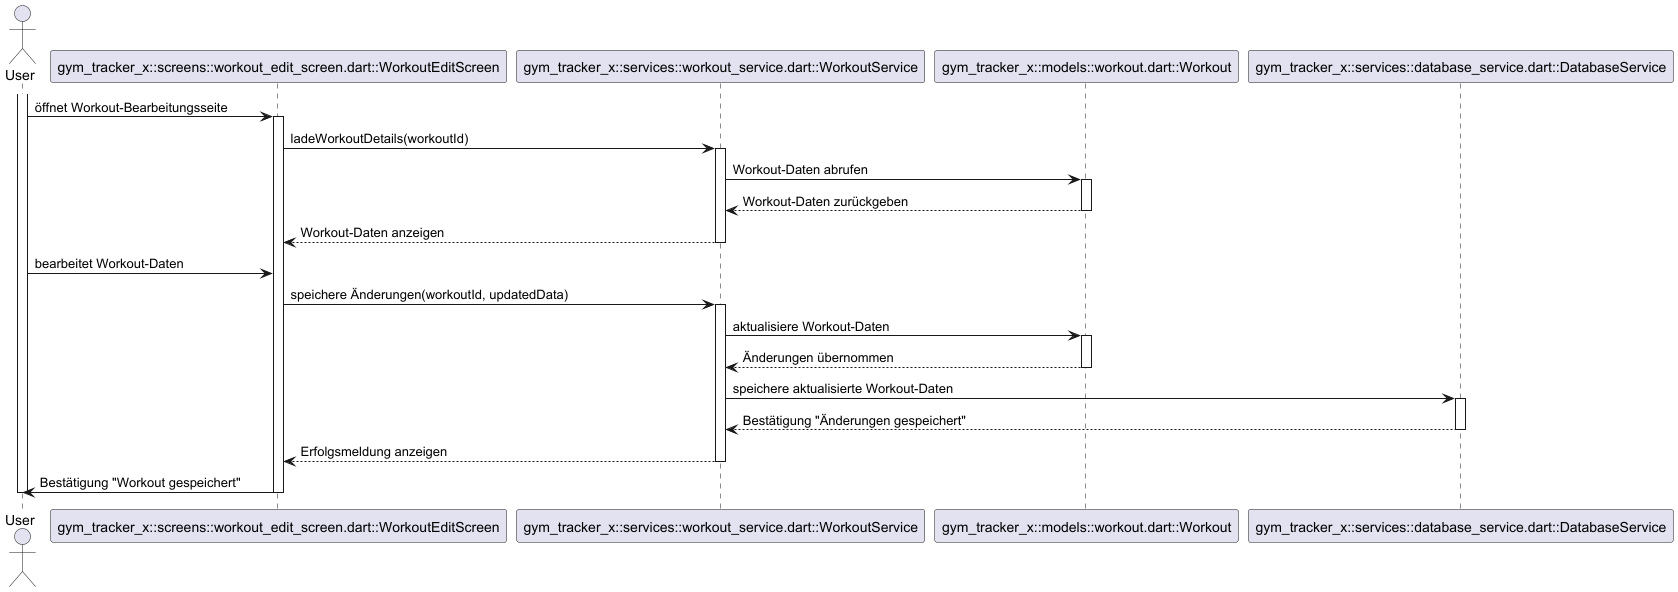 User
gym_tracker_x::screens::workout_edit_screen.dart::WorkoutEditScreen
gym_tracker_x::services::workout_service.dart::WorkoutService
gym_tracker_x::models::workout.dart::Workout
gym_tracker_x::services::database_service.dart::DatabaseService
öffnet Workout-Bearbeitungsseite
ladeWorkoutDetails(workoutId)
Workout-Daten abrufen
Workout-Daten zurückgeben
Workout-Daten anzeigen
bearbeitet Workout-Daten
speichere Änderungen(workoutId, updatedData)
aktualisiere Workout-Daten
Änderungen übernommen
speichere aktualisierte Workout-Daten
Bestätigung "Änderungen gespeichert"
Erfolgsmeldung anzeigen
Bestätigung "Workout gespeichert"
User
gym_tracker_x::screens::workout_edit_screen.dart::WorkoutEditScreen
gym_tracker_x::services::workout_service.dart::WorkoutService
gym_tracker_x::models::workout.dart::Workout
gym_tracker_x::services::database_service.dart::DatabaseService